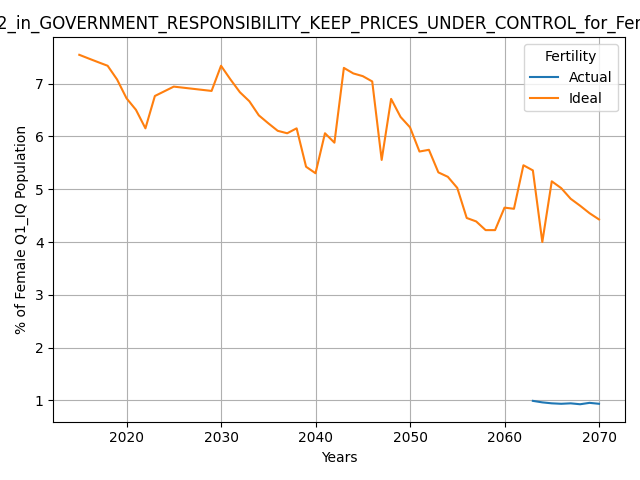 2_in_GOVERNMENT_RESPONSIBILITY_KEEP_PRICES_UNDER_CONTROL_for_Fer
Fertility
Actual
Ideal
% of Female Q1_IQ Population
7
6
5
4
3
2
1
2020 2030 2040 2050 2060 2070
Years